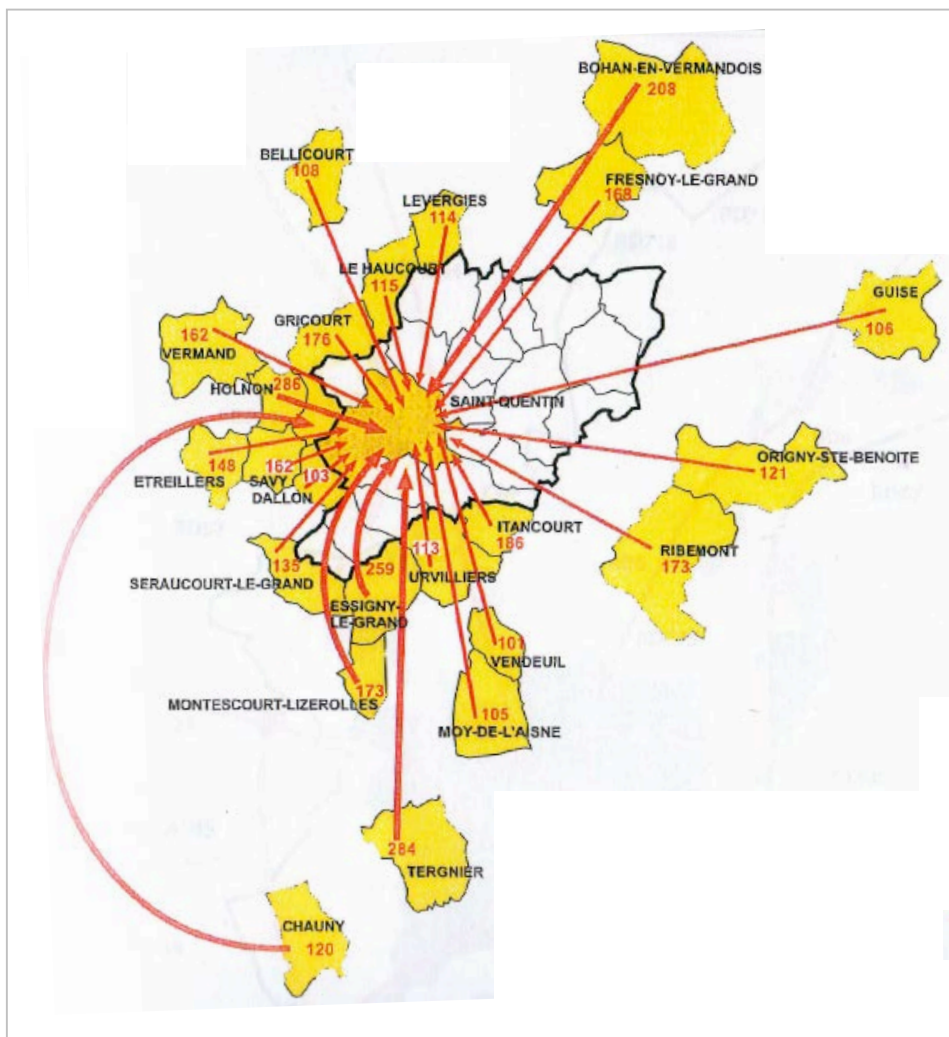 BOHAN-EN-VERMANDOIS
208
BELLICOURT
108
FRESNOY-LE-GRAND
168
LEVERGIES
114
LE HAUCOURT
115
GUISE
106
GRICOURT
176
162
VERMAND
HOLNON 286
SAINT-QUENTIN
ORIGNY-STE-BENOITE
121
148
ETREILLERS
162
SAVY
103
DALLON
ITANCOURT
186
RIBEMONT
173
113
URVILLIERS
135
SERAUCOURT-LE-GRAND
259
ESSIGNY-
LE-GRAND
101
VENDEUIL
173
MONTESCOURT-LIZEROLLES
105
MOY-DE-L'AISNE
284
TERGNIER
CHAUNY
120